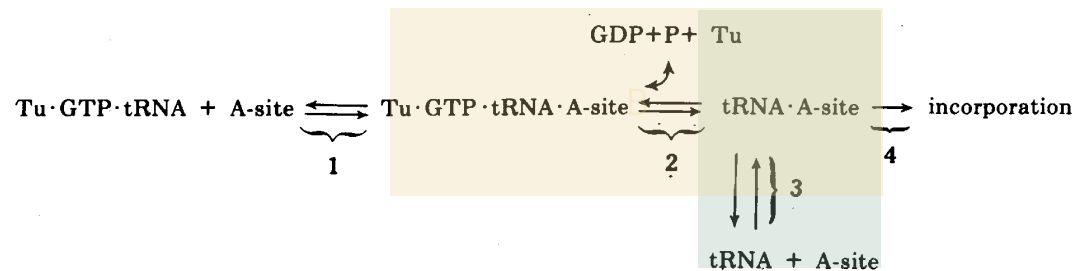 GDP+P+ Tu
Tu·GTP·tRNA + A-site ⇌ Tu·GTP·tRNA·A-site ⇌ tRNA·A-site → incorporation
1 2 4
3
tRNA + A-site